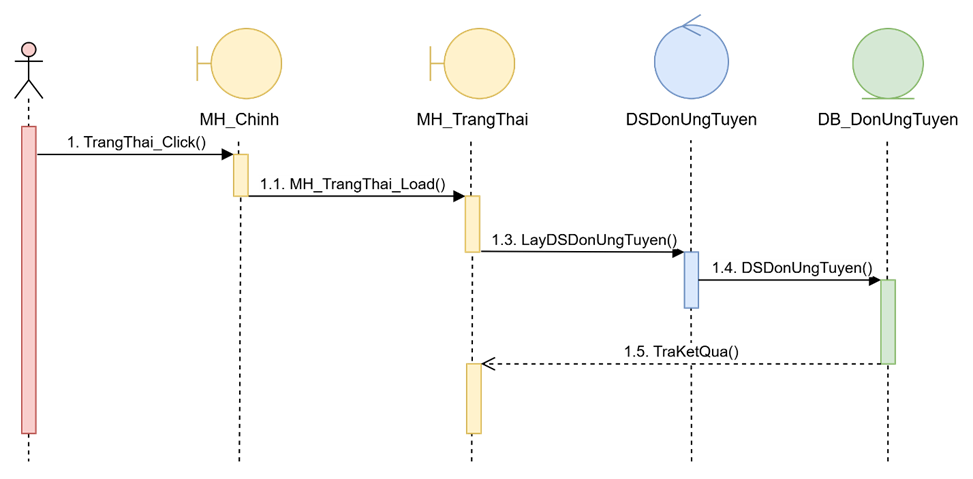 MH_Chinh
MH_TrangThai
DSDonUngTuyen
DB_DonUngTuyen
1. TrangThai_Click()
1.1. MH_TrangThai_Load()
1.3. LayDSDonUngTuyen()
1.4. DSDonUngTuyen()
1.5. TraKetQua()